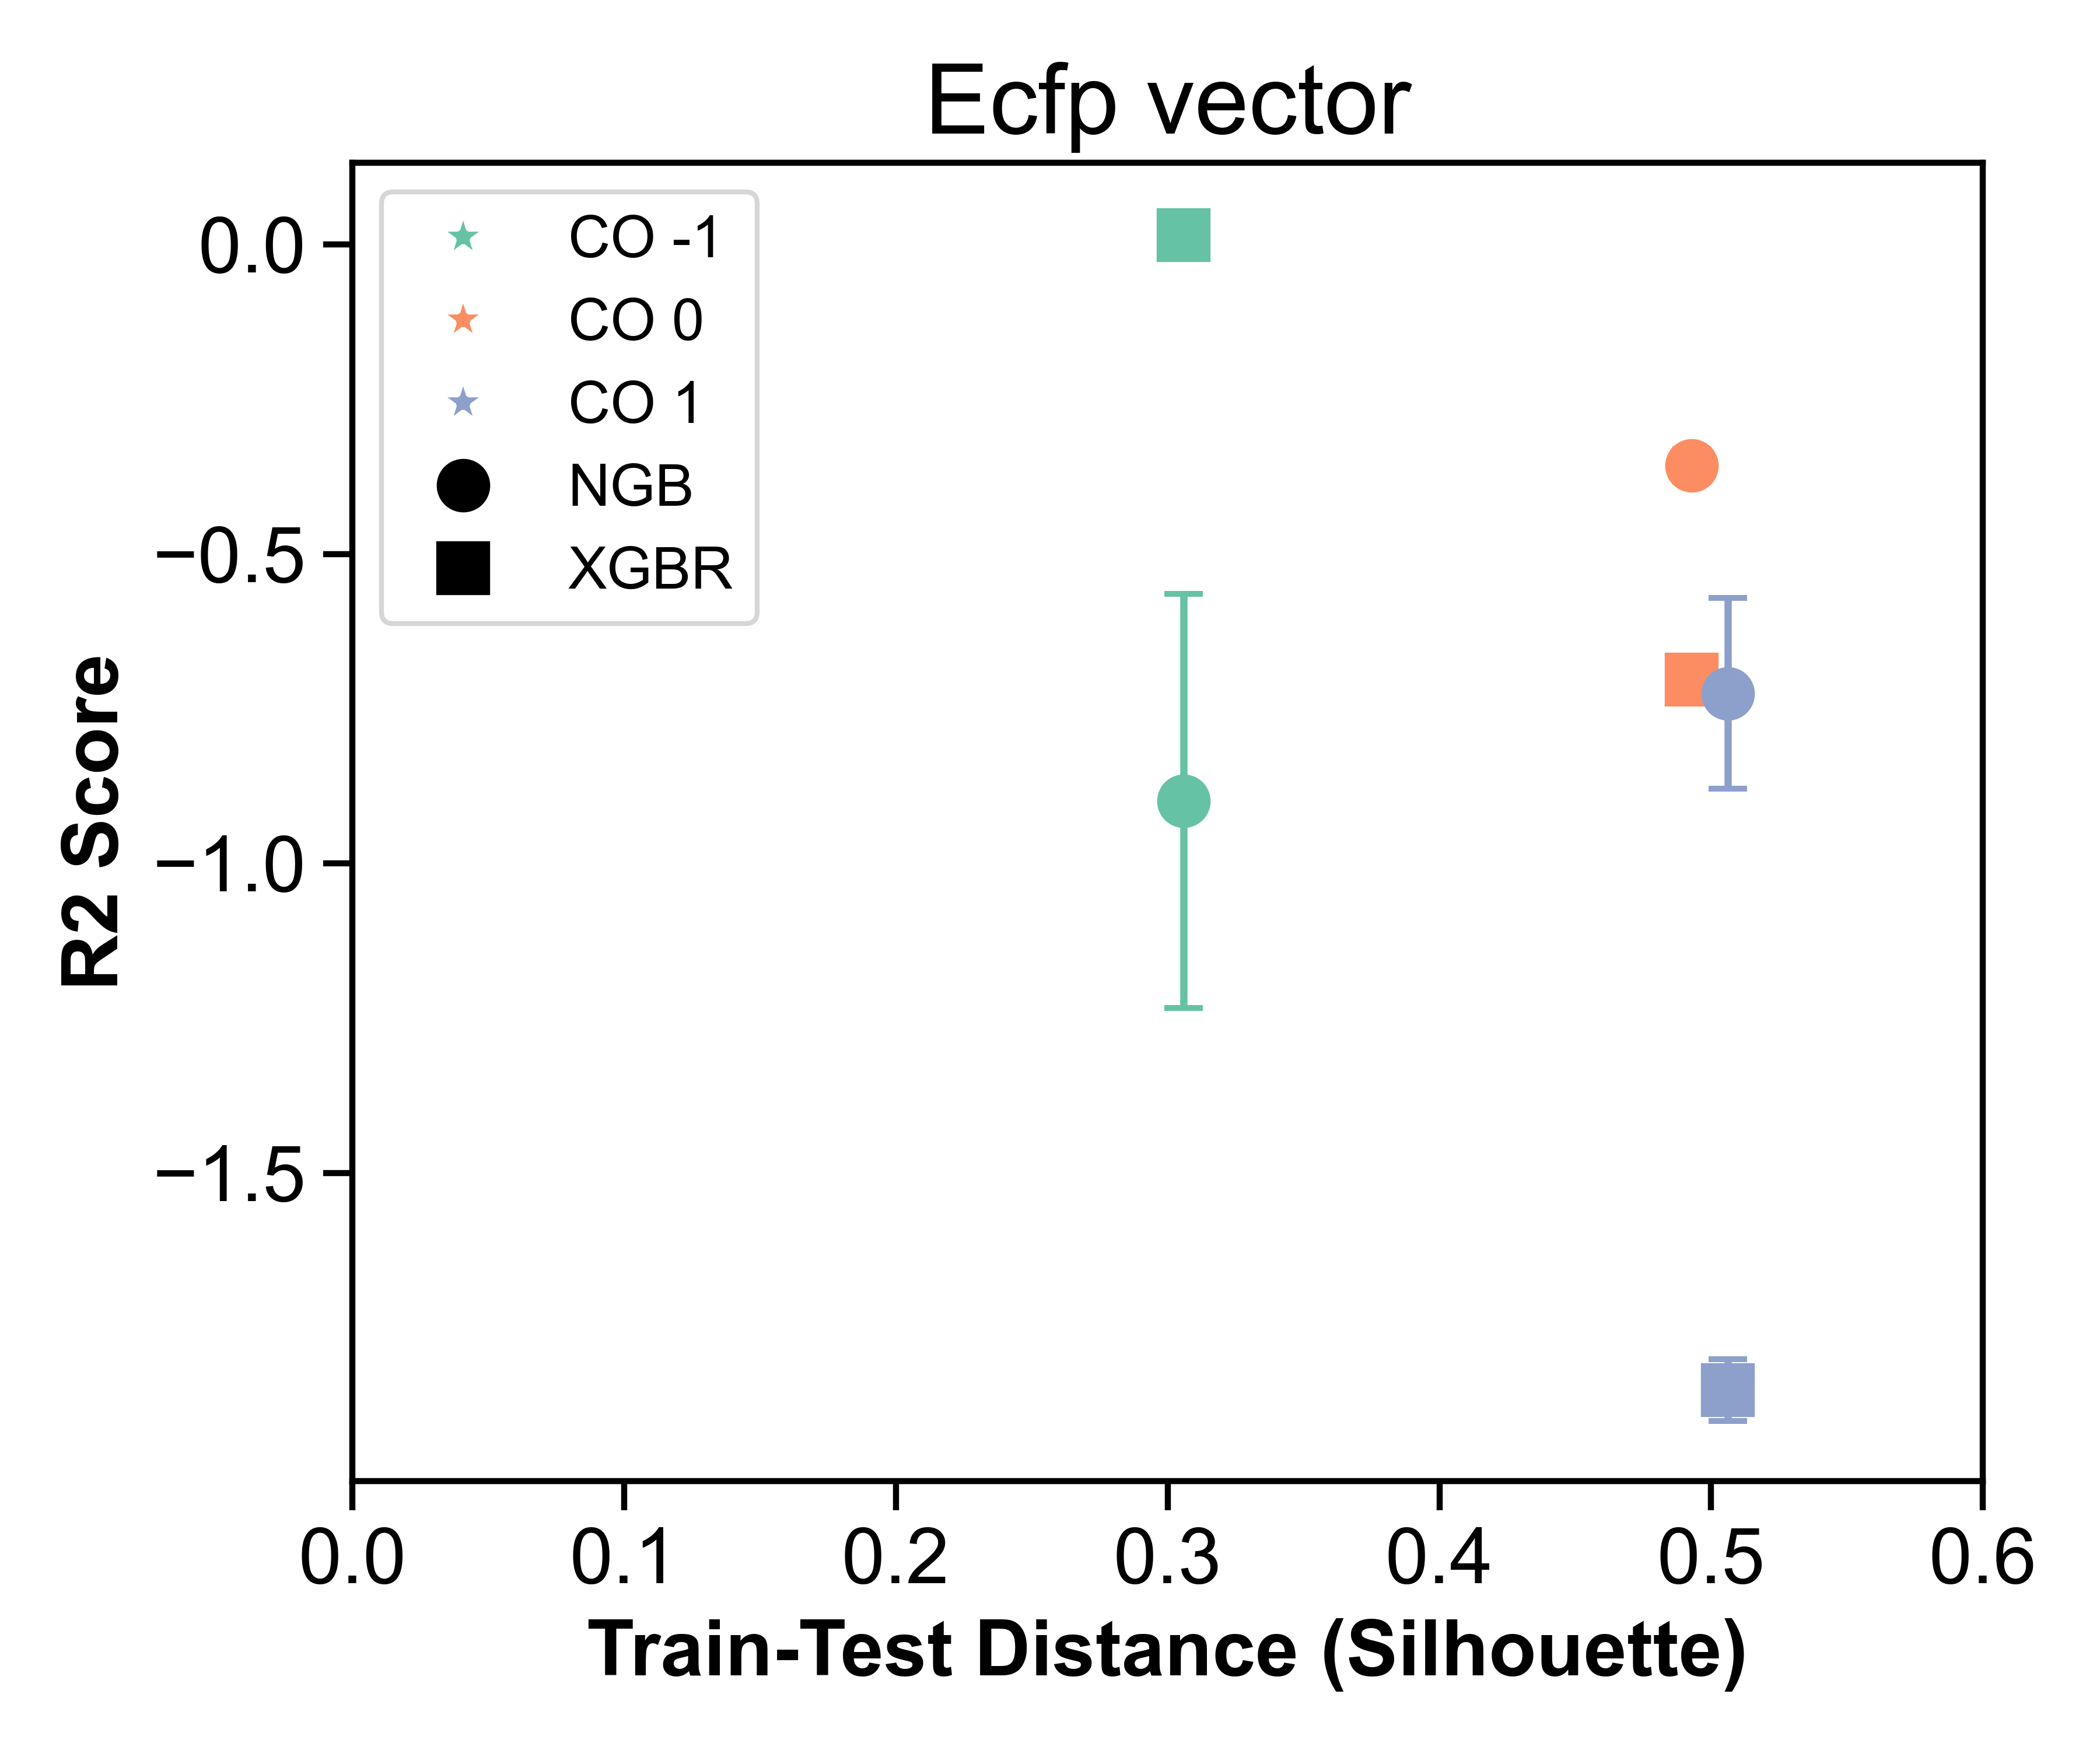 Ecfp vector
CO -1
CO 0
CO 1
NGB
XGBR
R2 Score
0.0
−0.5
−1.0
−1.5
0.0 0.1 0.2 0.3 0.4 0.5 0.6
Train-Test Distance (Silhouette)